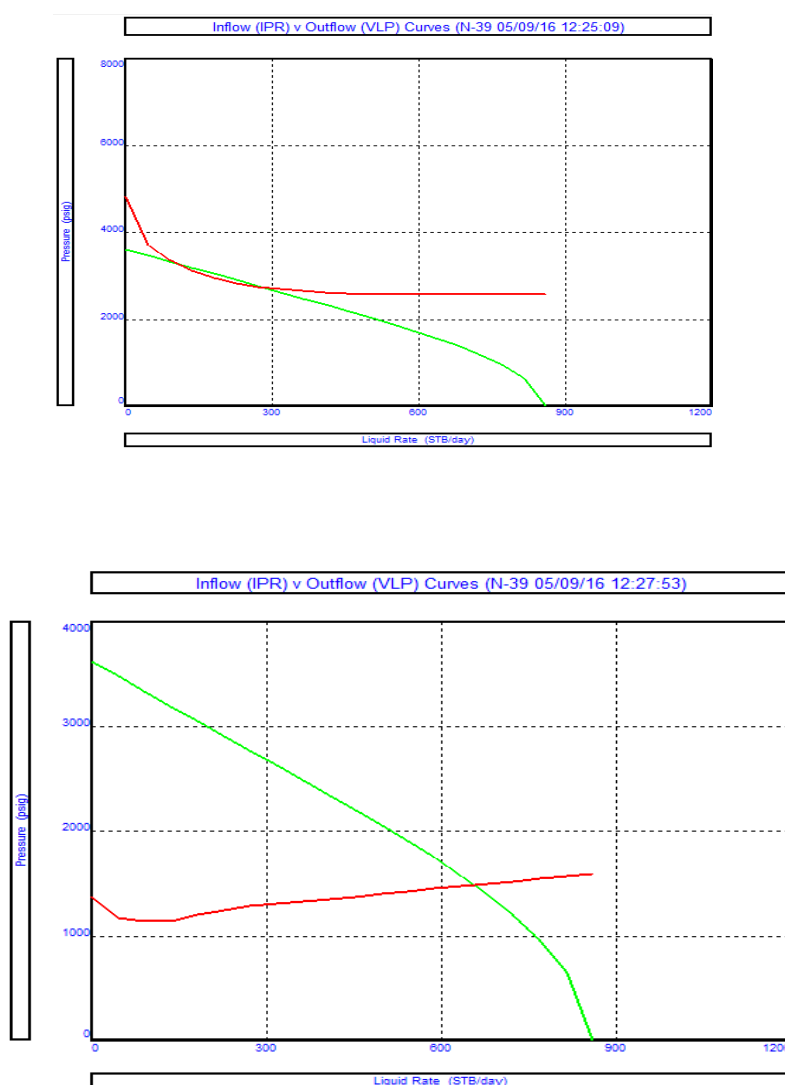 Inflow (IPR) v Outflow (VLP) Curves (N-39 05/09/16 12:25:09)
8000
6000
4000
2000
0
Pressure (psig)
0 300 600 900 1200
Liquid Rate (STB/day)
Inflow (IPR) v Outflow (VLP) Curves (N-39 05/09/16 12:27:53)
4000
3000
2000
1000
0
Pressure (psig)
0 300 600 900 1200
Liquid Rate (STB/day)